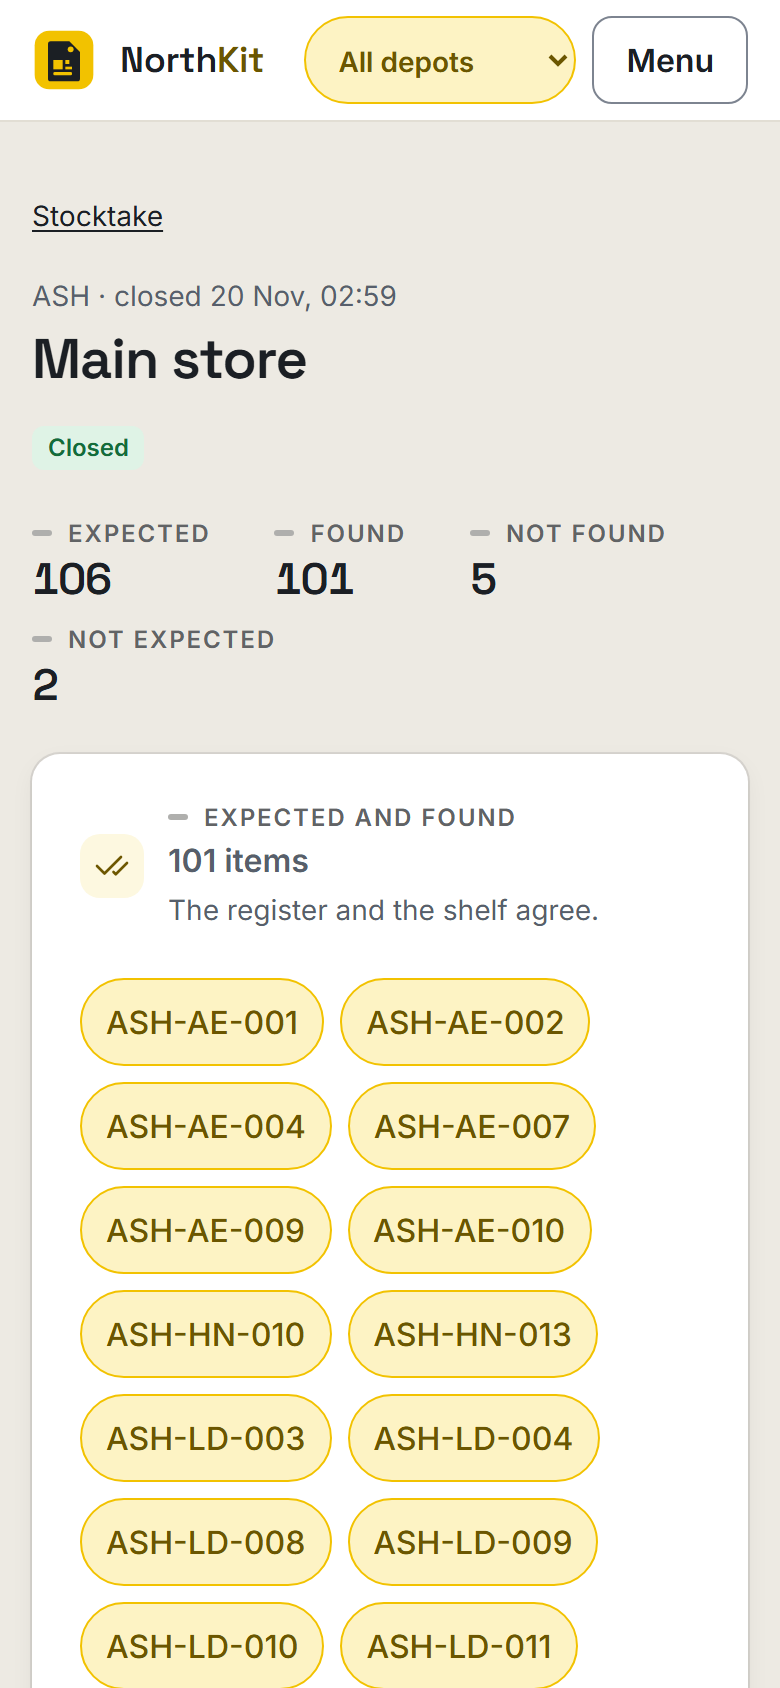 NorthKit All depots Menu
Stocktake
ASH · closed 20 Nov, 02:59
Main store
Closed
EXPECTED FOUND NOT FOUND
106 101 5
NOT EXPECTED
2
EXPECTED AND FOUND
101 items
The register and the shelf agree.
ASH-AE-001 ASH-AE-002
ASH-AE-004 ASH-AE-007
ASH-AE-009 ASH-AE-010
ASH-HN-010 ASH-HN-013
ASH-LD-003 ASH-LD-004
ASH-LD-008 ASH-LD-009
ASH-LD-010 ASH-LD-011